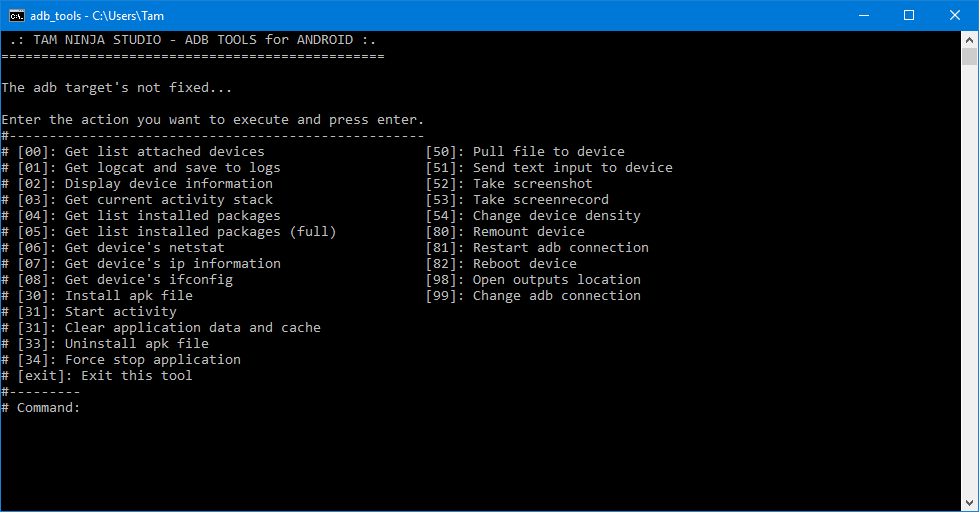 adb_tools - C:\Users\Tam
.: TAM NINJA STUDIO - ADB TOOLS for ANDROID :.
================================================
The adb target's not fixed...
Enter the action you want to execute and press enter.
#----------------------------------------------------
# [00]: Get list attached devices [50]: Pull file to device
# [01]: Get logcat and save to logs [51]: Send text input to device
# [02]: Display device information [52]: Take screenshot
# [03]: Get current activity stack [53]: Take screenrecord
# [04]: Get list installed packages [54]: Change device density
# [05]: Get list installed packages (full) [80]: Remount device
# [06]: Get device's netstat [81]: Restart adb connection
# [07]: Get device's ip information [82]: Reboot device
# [08]: Get device's ifconfig [98]: Open outputs location
# [30]: Install apk file [99]: Change adb connection
# [31]: Start activity
# [31]: Clear application data and cache
# [33]: Uninstall apk file
# [34]: Force stop application
# [exit]: Exit this tool
#---------
# Command: